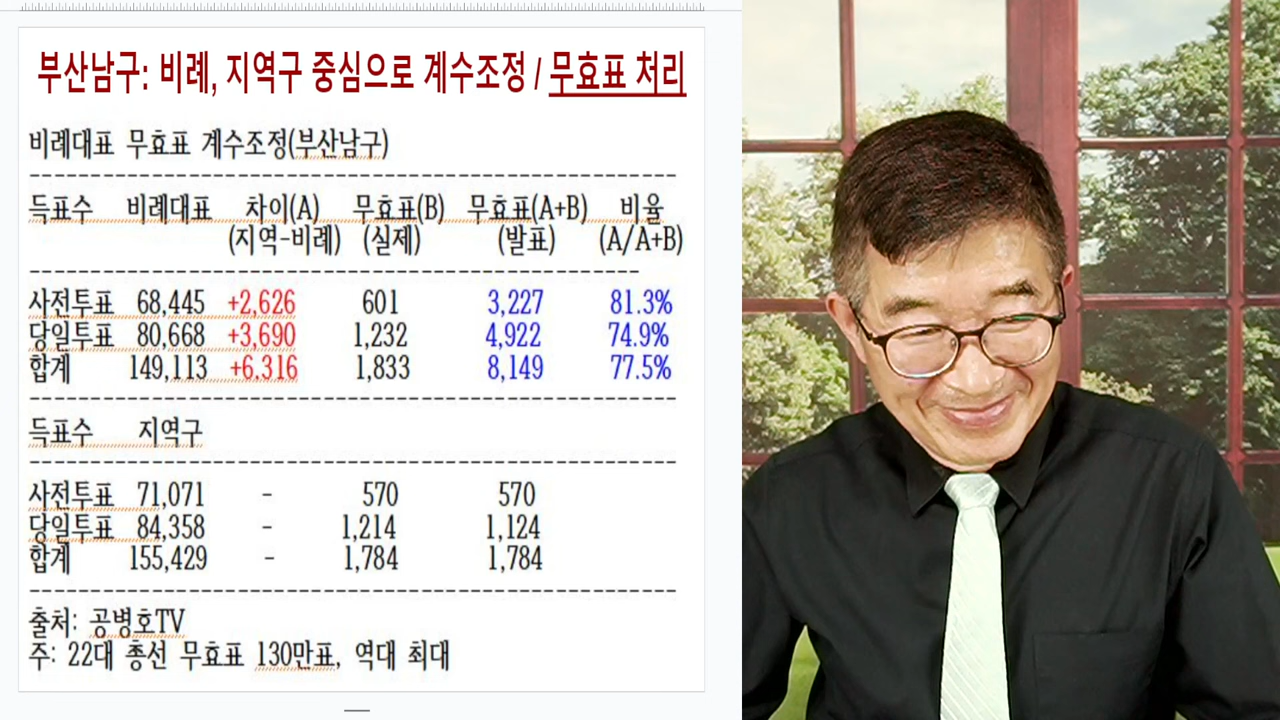 부산남구: 비례, 지역구 중심으로 계수조정 / 무효표 처리
비례대표 무효표 계수조정(부산남구)
득표수 비례대표 차이(A) 무효표(B) 무효표(A+B) 비율
(지역-비례) (실제) (발표) (A/A+B)
사전투표 68,445 +2,626 601 3,227 81.3%
당일투표 80,668 +3,690 1,232 4,922 74.9%
합계 149,113 +6.316 1,833 8,149 77.5%
득표수 지역구
사전투표 71,071 - 570 570
당일투표 84,358 - 1,214 1,124
합계 155,429 - 1,784 1,784
출처: 공병호TV
주: 22대 총선 무효표 130만표, 역대 최대